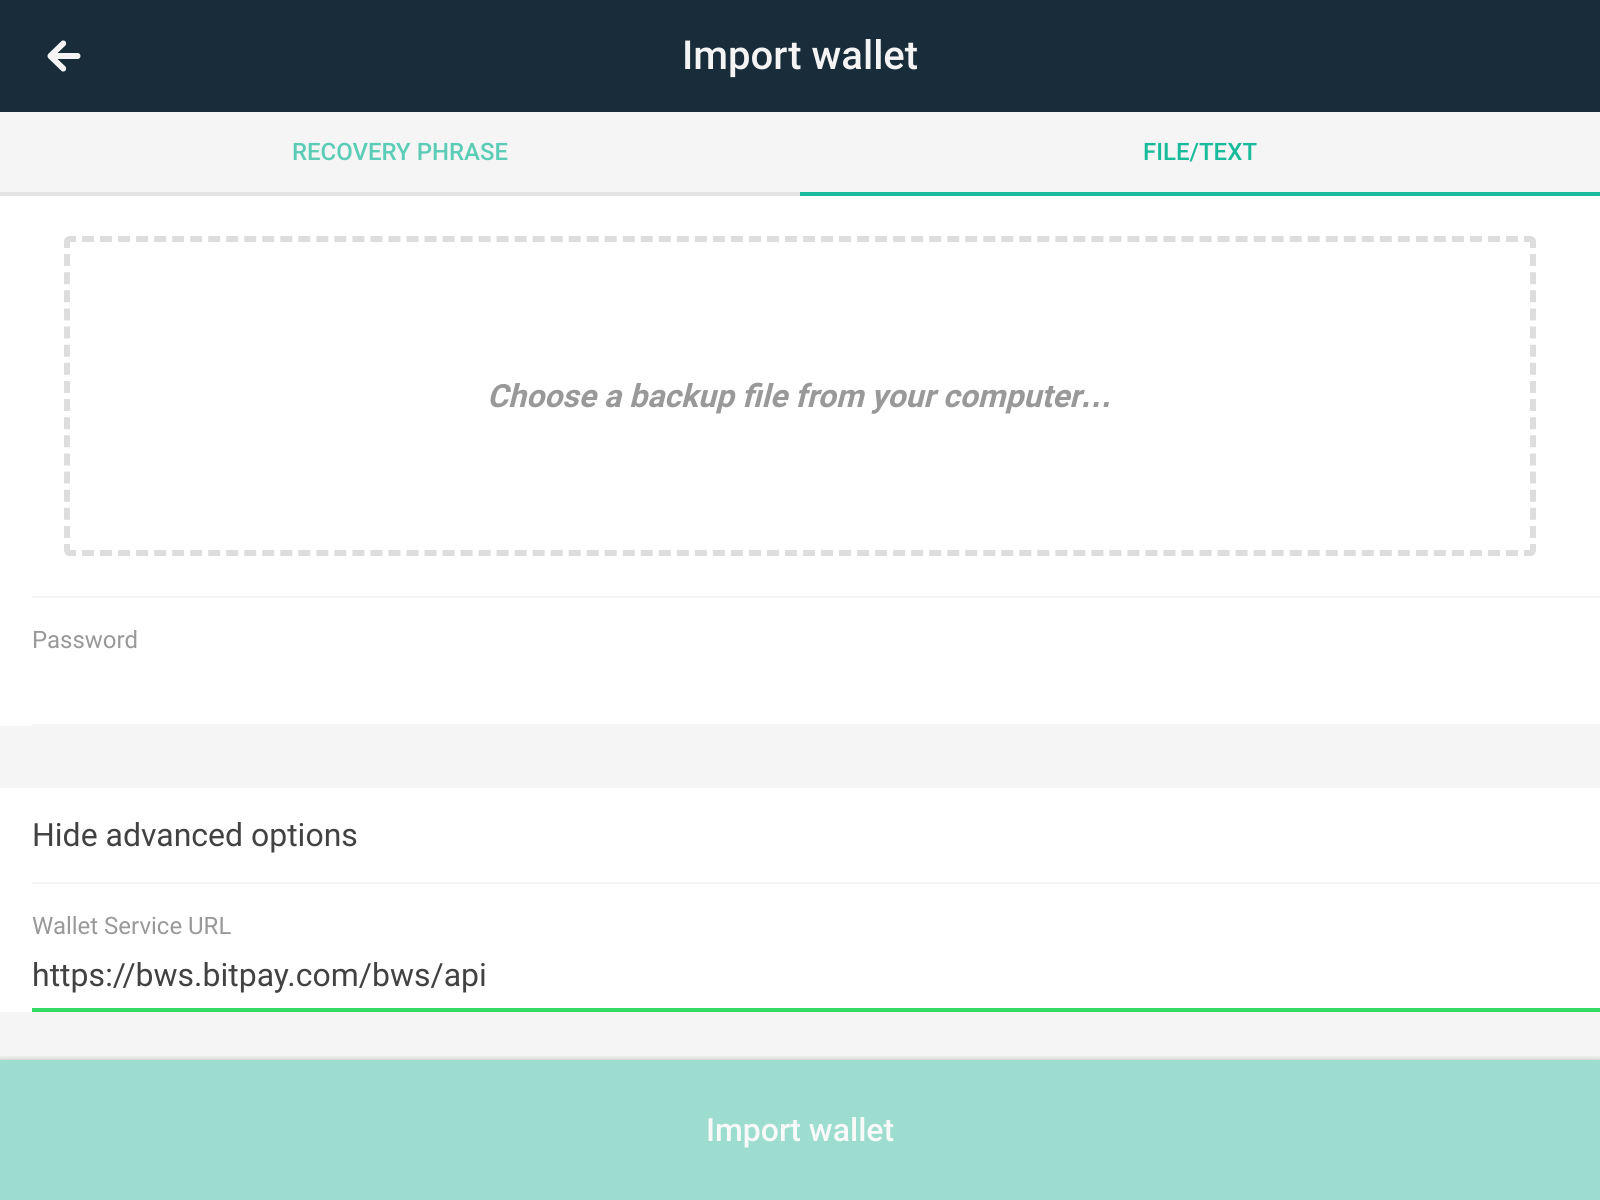 Import wallet
RECOVERY PHRASE
FILE/TEXT
Choose a backup file from your computer...
Password
Hide advanced options
Wallet Service URL
https://bws.bitpay.com/bws/api
Import wallet